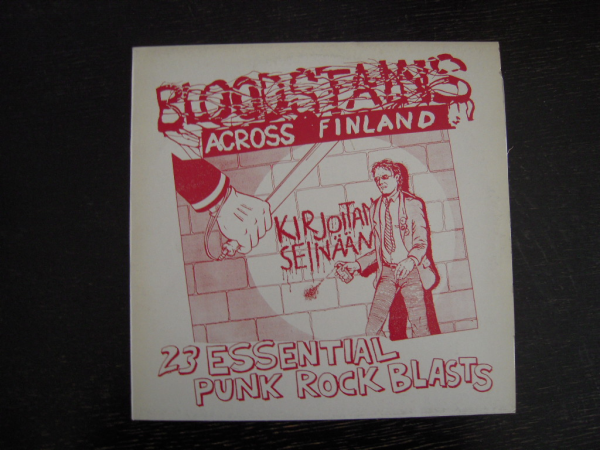 BLOODSTAINS
ACROSS FINLAND
KIRJOITAN
SEINÄÄN
23 ESSENTIAL
PUNK ROCK BLASTS